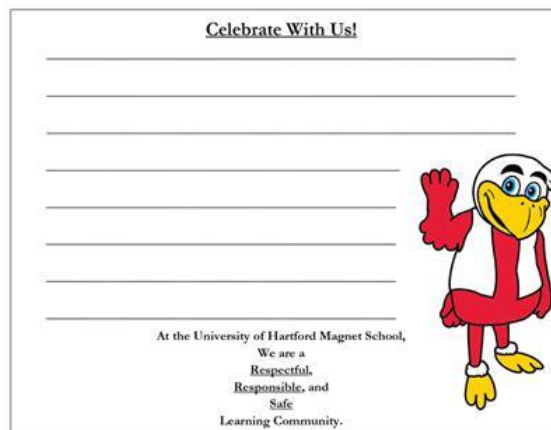 Celebrate With Us!
At the University of Hartford Magnet School,
We are a
Respectful,
Responsible, and
Safe
Learning Community.